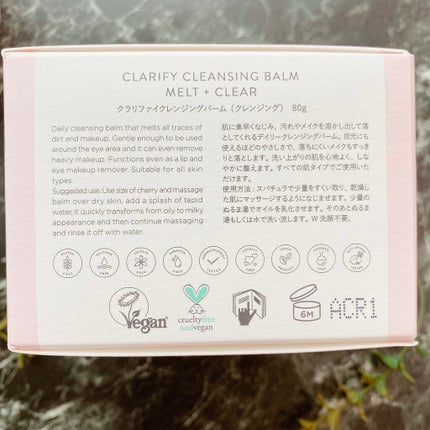 CLARIFY CLEANSING BALM
MELT + CLEAR
クラリファイクレンジングバーム（クレンジング） 80g
Daily cleansing balm that melts all traces of
dirt and makeup. Gentle enough to be used
around the eye area and it can even remove
heavy makeup. Functions even as a lip and
eye makeup remover. Suitable for all skin
types.
Suggested use: Use size of cherry and massage
balm over dry skin, add a splash of tepid
water, it quickly transforms from oily to milky
appearance and then continue massaging
and rinse it off with water.
肌に素早くなじみ、汚れやメイクを溶かし出して落
としてくれるデイリークレンジングバーム。目元にも
使えるほどのやさしさで、落ちにくいメイクもすっき
りと落とします。洗い上がりの肌を心地よく、し
なやかに整えます。すべての肌タイプでご使用いた
だけます。
使用方法：スパチュラで少量をすくい取り、乾燥し
た肌にマッサージするようになじませます。少量の
ぬるま湯でオイルを乳化させます。そのあとぬるま
湯もしくは水で洗い流します。W 洗顔不要。
FREE
FREE
FREE
FREE
TESTED
FREE
Vegan
crueltyfree
andvegan
6M
ACR1